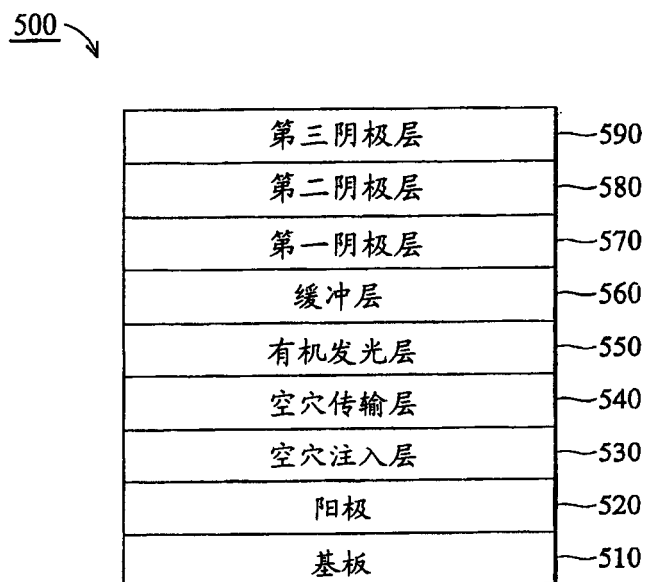 500
第三阴极层 590
第二阴极层 580
第一阴极层 570
缓冲层 560
有机发光层 550
空穴传输层 540
空穴注入层 530
阳极 520
基板 510